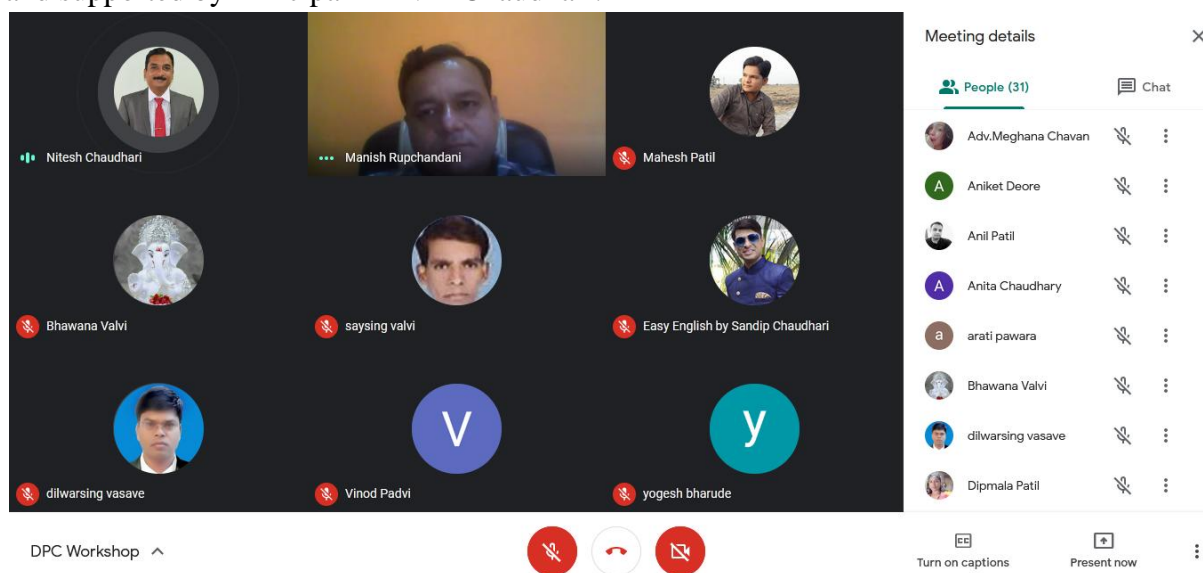 Meeting details
People (31)
Chat
Nitesh Chaudhari
Manish Rupchandani
Mahesh Patil
Bhawana Valvi
saysing valvi
Easy English by Sandip Chaudhari
V
y
dilwarsing vasave
Vinod Padvi
yogesh bharude
Adv.Meghana Chavan
A
Aniket Deore
Anil Patil
A
Anita Chaudhary
a
arati pawara
Bhawana Valvi
dilwarsing vasave
Dipmala Patil
DPC Workshop
CC
Turn on captions
Present now